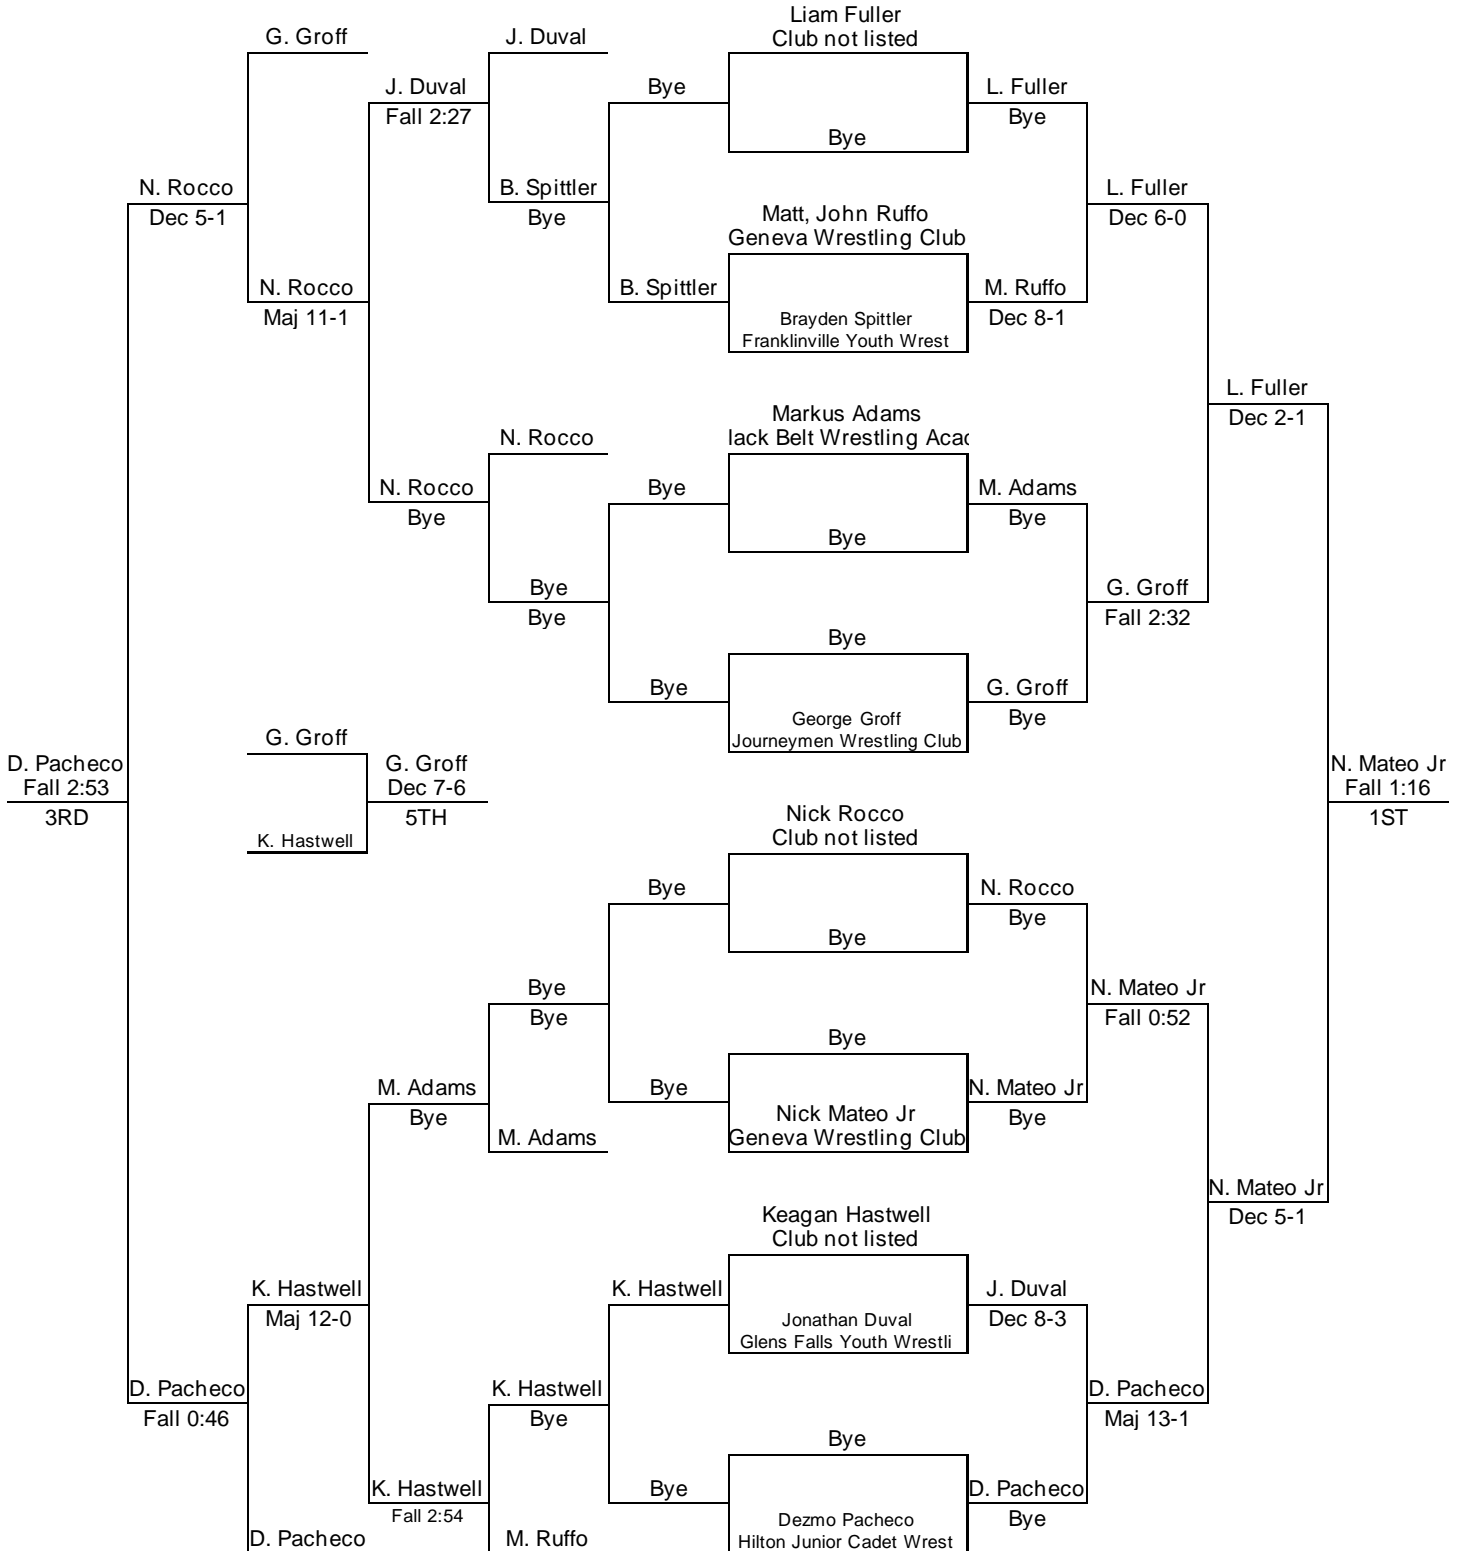 Liam Fuller
G. Groff
J. Duval
Club not listed
J. Duval
Bye
L. Fuller
Fall 2:27
Bye
Bye
N. Rocco
B. Spittler
L. Fuller
Dec 5-1
Bye
Matt, John Ruffo
Dec 6-0
Geneva Wrestling Club
N. Rocco
B. Spittler
M. Ruffo
Maj 11-1
Brayden Spittler
Dec 8-1
Franklinville Youth Wrest
L. Fuller
Markus Adams
Dec 2-1
N. Rocco
lack Belt Wrestling Acad
N. Rocco
Bye
M. Adams
Bye
Bye
Bye
Bye
G. Groff
Bye
Fall 2:32
Bye
Bye
G. Groff
George Groff
Bye
G. Groff
Journeymen Wrestling Club
D. Pacheco
G. Groff
N. Mateo Jr
Fall 2:53
Dec 7-6
Fall 1:16
3RD
5TH
Nick Rocco
1ST
K. Hastwell
Club not listed
Bye
N. Rocco
Bye
Bye
Bye
N. Mateo Jr
Bye
Fall 0:52
Bye
M. Adams
Bye
N. Mateo Jr
Bye
Nick Mateo Jr
Bye
M. Adams
Geneva Wrestling Club
N. Mateo Jr
Keagan Hastwell
Dec 5-1
Club not listed
K. Hastwell
K. Hastwell
J. Duval
Maj 12-0
Jonathan Duval
Dec 8-3
Glens Falls Youth Wrestli
D. Pacheco
K. Hastwell
D. Pacheco
Fall 0:46
Bye
Maj 13-1
Bye
K. Hastwell
Bye
D. Pacheco
Fall 2:54
Dezmo Pacheco
Bye
D. Pacheco
M. Ruffo
Hilton Junior Cadet Wrest